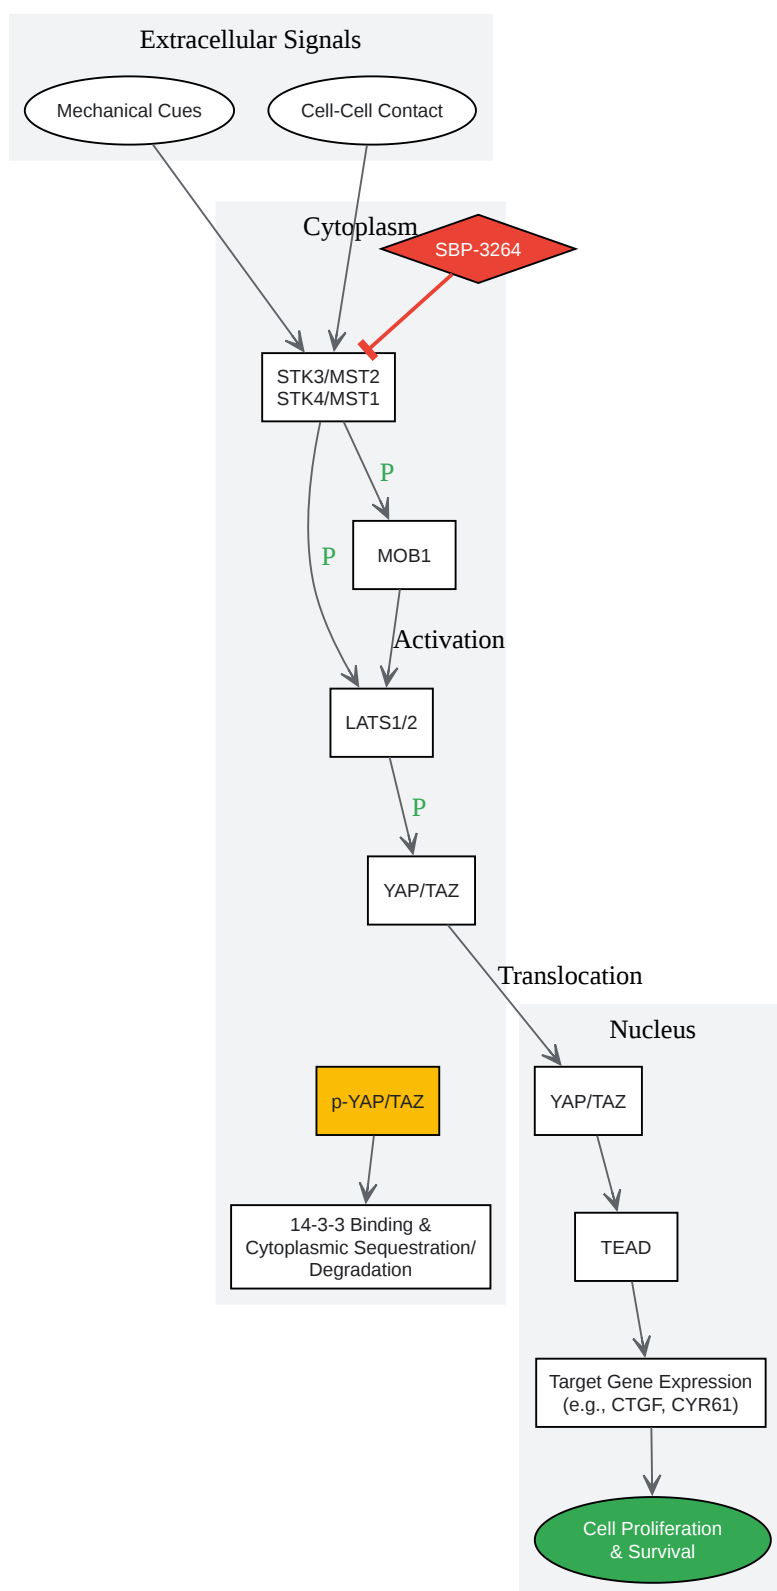 Extracellular Signals
Mechanical Cues
Cell-Cell Contact
Cytoplasm
SBP-3264
STK3/MST2
STK4/MST1
P
MOB1
P
Activation
LATS1/2
P
YAP/TAZ
Translocation
Nucleus
p-YAP/TAZ
YAP/TAZ
14-3-3 Binding &
Cytoplasmic Sequestration/
Degradation
TEAD
Target Gene Expression
(e.g., CTGF, CYR61)
Cell Proliferation
& Survival